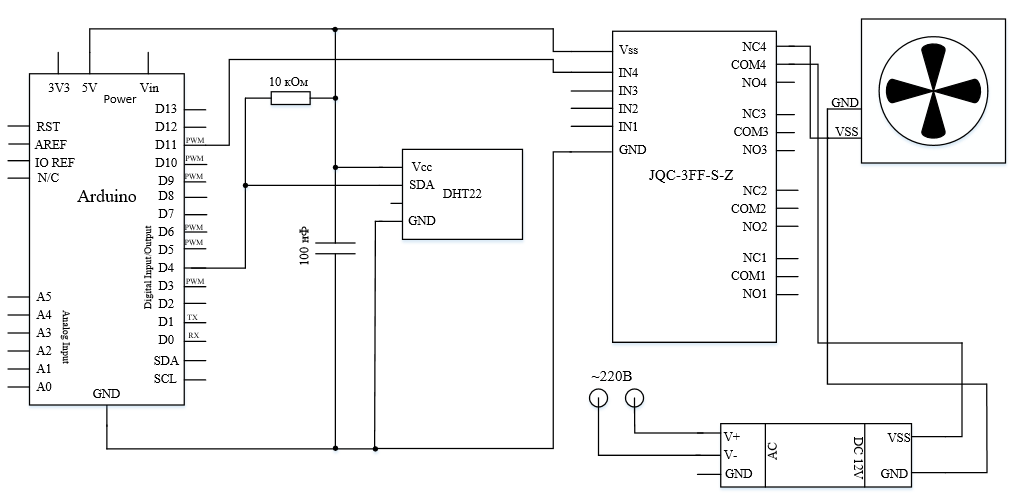 3V3 5V Vin
Power
RST
AREF
IO REF
N/C
Arduino
D13
D12
D11 PWM
D10 PWM
D9 PWM
D8
D7
D6 PWM
D5 PWM
D4
D3 PWM
D2
D1 TX
D0 RX
SDA
SCL
Digital Input/Output
A5
A4
A3
A2
A1
A0
Analog Input
GND
10 кОм
100 нФ
Vcc
SDA
DHT22
GND
Vss
IN4
IN3
IN2
IN1
GND
JQC-3FF-S-Z
NC4
COM4
NO4
NC3
COM3
NO3
NC2
COM2
NO2
NC1
COM1
NO1
GND
VSS
~220В
V+
V-
GND
AC
DC 12V
VSS
GND